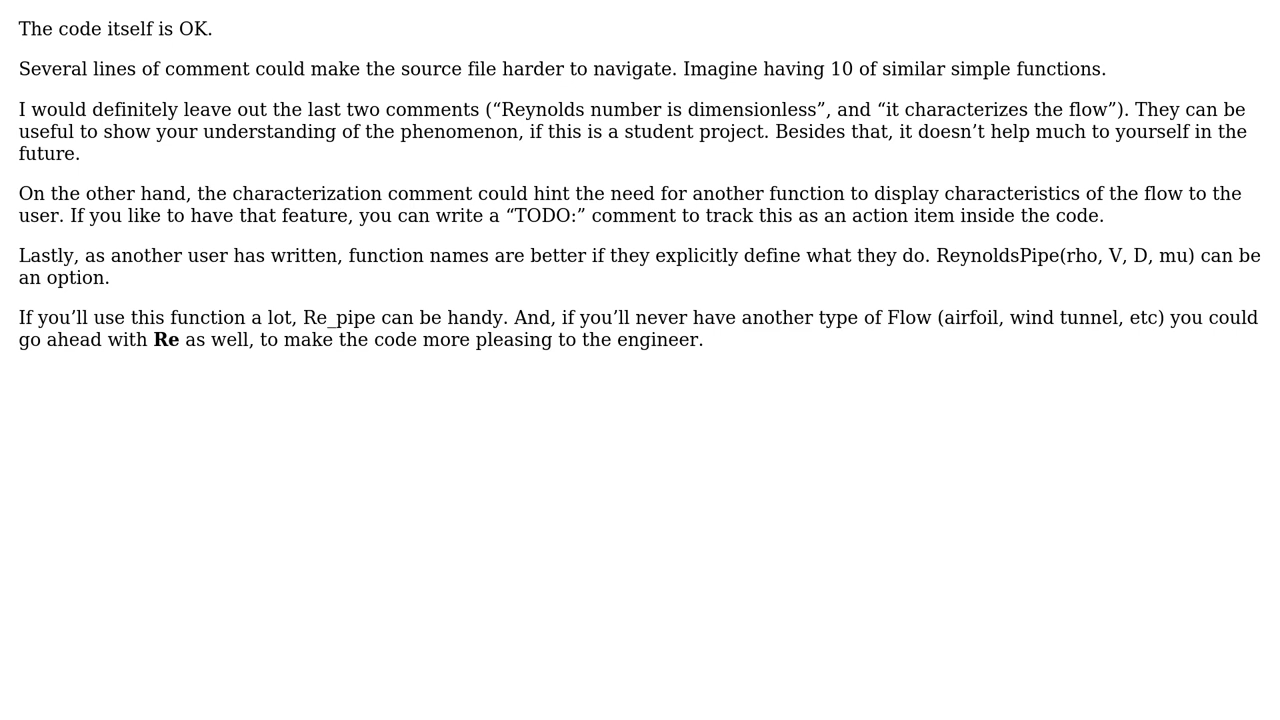 The code itself is OK.
Several lines of comment could make the source file harder to navigate. Imagine having 10 of similar simple functions.
I would definitely leave out the last two comments (“Reynolds number is dimensionless”, and “it characterizes the flow”). They can be
useful to show your understanding of the phenomenon, if this is a student project. Besides that, it doesn’t help much to yourself in the
future.
On the other hand, the characterization comment could hint the need for another function to display characteristics of the flow to the
user. If you like to have that feature, you can write a “TODO:” comment to track this as an action item inside the code.
Lastly, as another user has written, function names are better if they explicitly define what they do. ReynoldsPipe(rho, V, D, mu) can be
an option.
If you’ll use this function a lot, Re_pipe can be handy. And, if you’ll never have another type of Flow (airfoil, wind tunnel, etc) you could
go ahead with Re as well, to make the code more pleasing to the engineer.